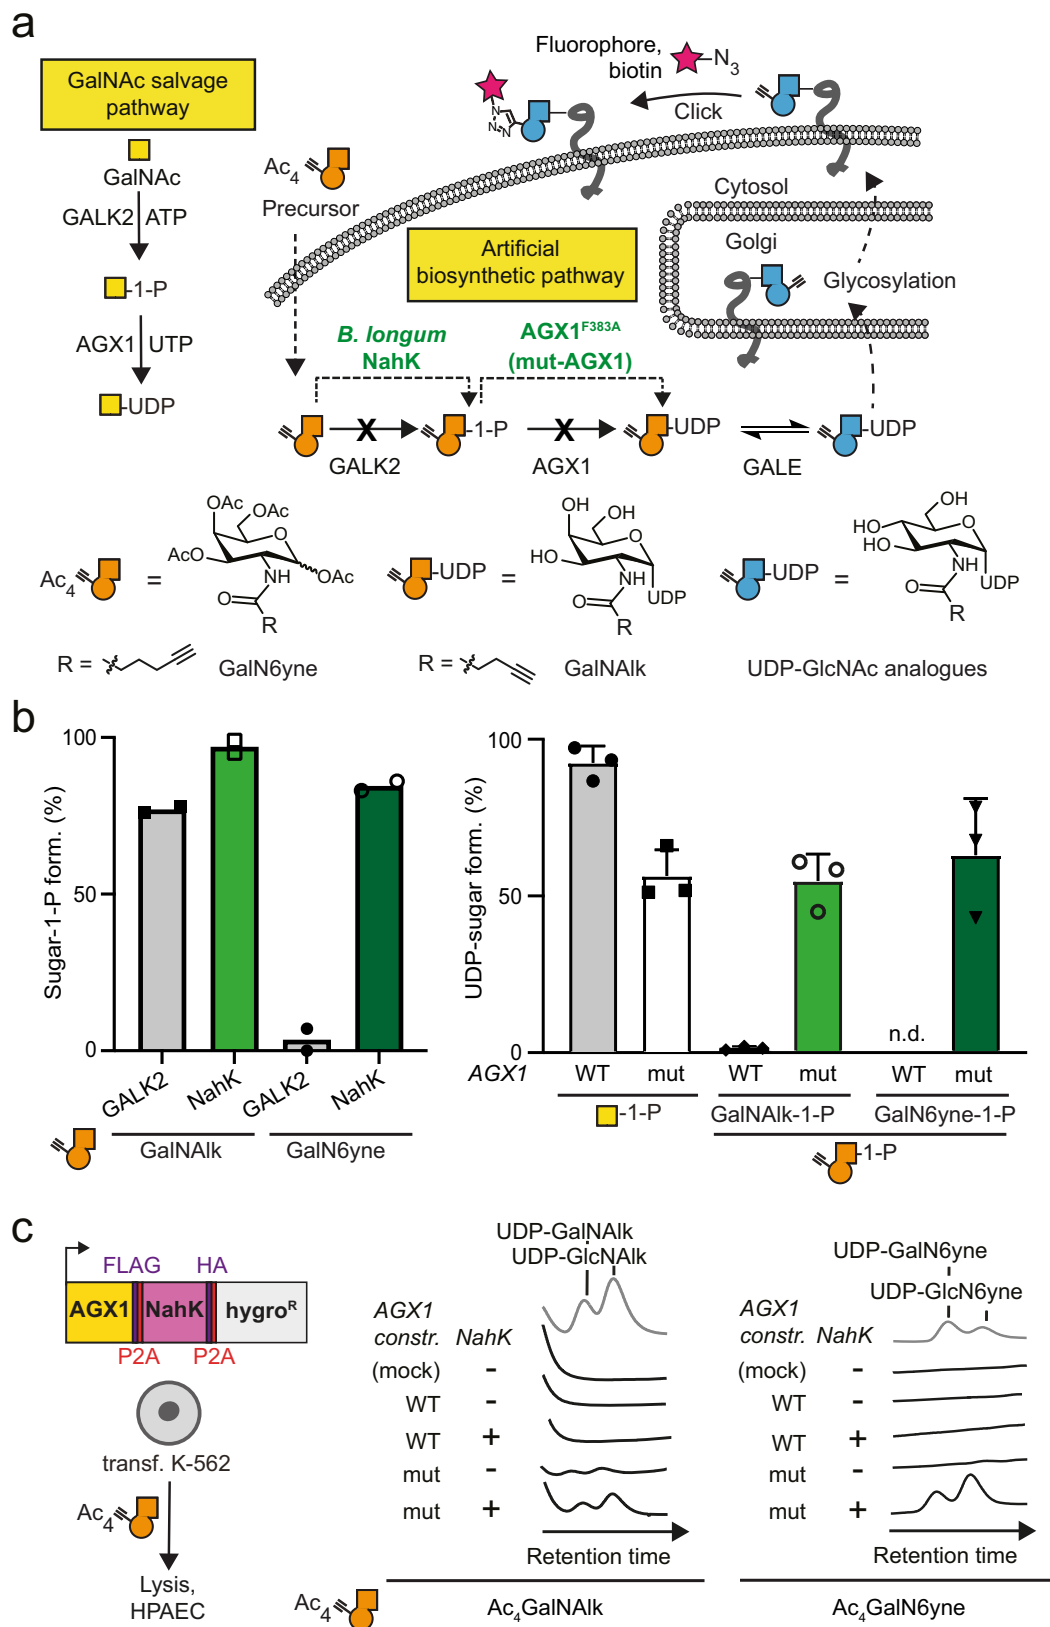 a
GalNAc salvage
pathway
GalNAc
GALK2 ATP
-1-P
AGX1 UTP
-UDP
Fluorophore,
biotin
N3
Click
N
N
N
Ac4
Precursor
Cytosol
Golgi
Glycosylation
Artificial
biosynthetic pathway
B. longum
NahK
AGX1F383A
(mut-AGX1)
X
-1-P
X
-UDP
-UDP
GALK2
AGX1
GALE
Ac4 =
OAc
OAc
AcO
O
NH
OAc
O
R
-UDP =
OH
OH
HO
O
NH
UDP
O
R
-UDP =
OH
HO
HO
O
NH
UDP
O
R
R =
GalN6yne
R =
GalNAlk
UDP-GlcNAc analogues
b
Sugar-1-P form. (%)
100
50
0
GALK2
NahK
GALK2
NahK
GalNAlk
GalN6yne
UDP-sugar form. (%)
100
50
0
n.d.
AGX1 WT mut WT mut WT mut
-1-P
GalNAlk-1-P
GalN6yne-1-P
-1-P
c
FLAG HA
AGX1 NahK hygroR
P2A P2A
transf. K-562
Ac4
Lysis,
HPAEC
UDP-GalNAlk
UDP-GlcNAlk
AGX1
constr. NahK
(mock) -
WT -
WT +
mut -
mut +
Retention time
Ac4
Ac4GalNAlk
UDP-GalN6yne
UDP-GlcN6yne
AGX1
constr. NahK
(mock) -
WT -
WT +
mut -
mut +
Retention time
Ac4GalN6yne